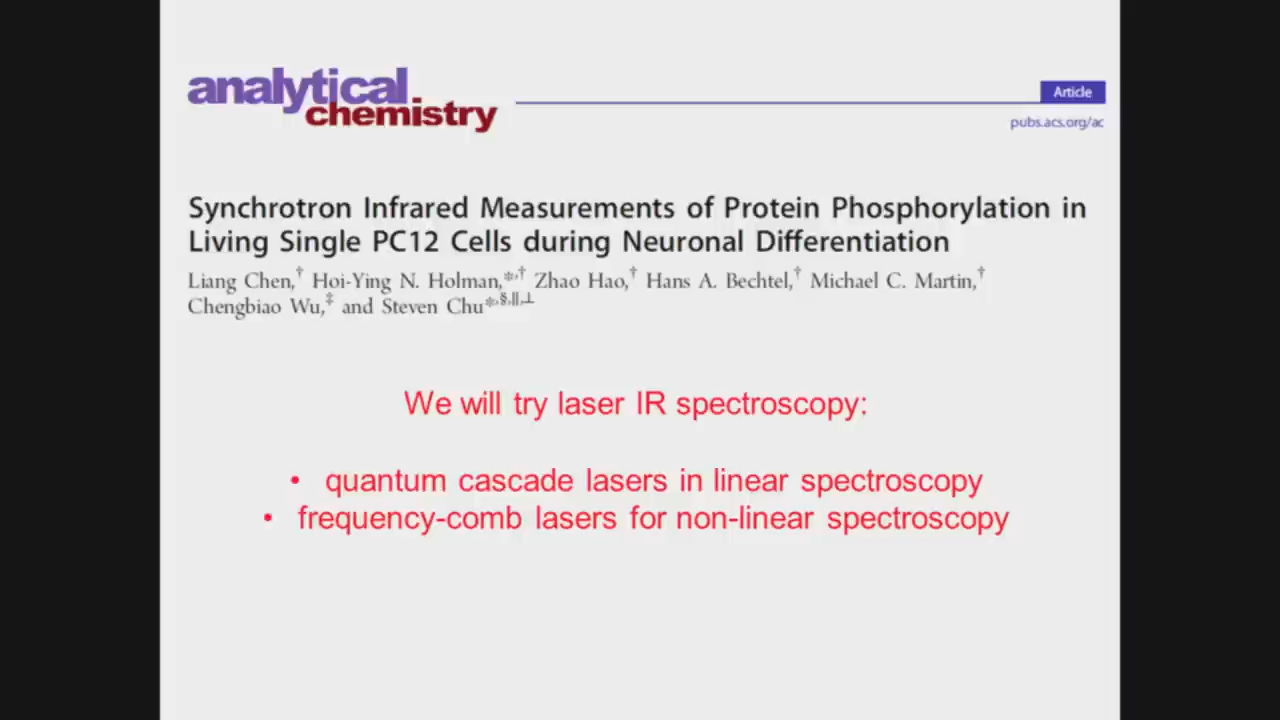 analytical
chemistry
Article
pubs.acs.org/ac
Synchrotron Infrared Measurements of Protein Phosphorylation in
Living Single PC12 Cells during Neuronal Differentiation
Liang Chen,† Hoi-Ying N. Holman,*,† Zhao Hao,† Hans A. Bechtel,† Michael C. Martin,†
Chengbiao Wu,‡ and Steven Chu*,§,||,⊥
We will try laser IR spectroscopy:
• quantum cascade lasers in linear spectroscopy
• frequency-comb lasers for non-linear spectroscopy